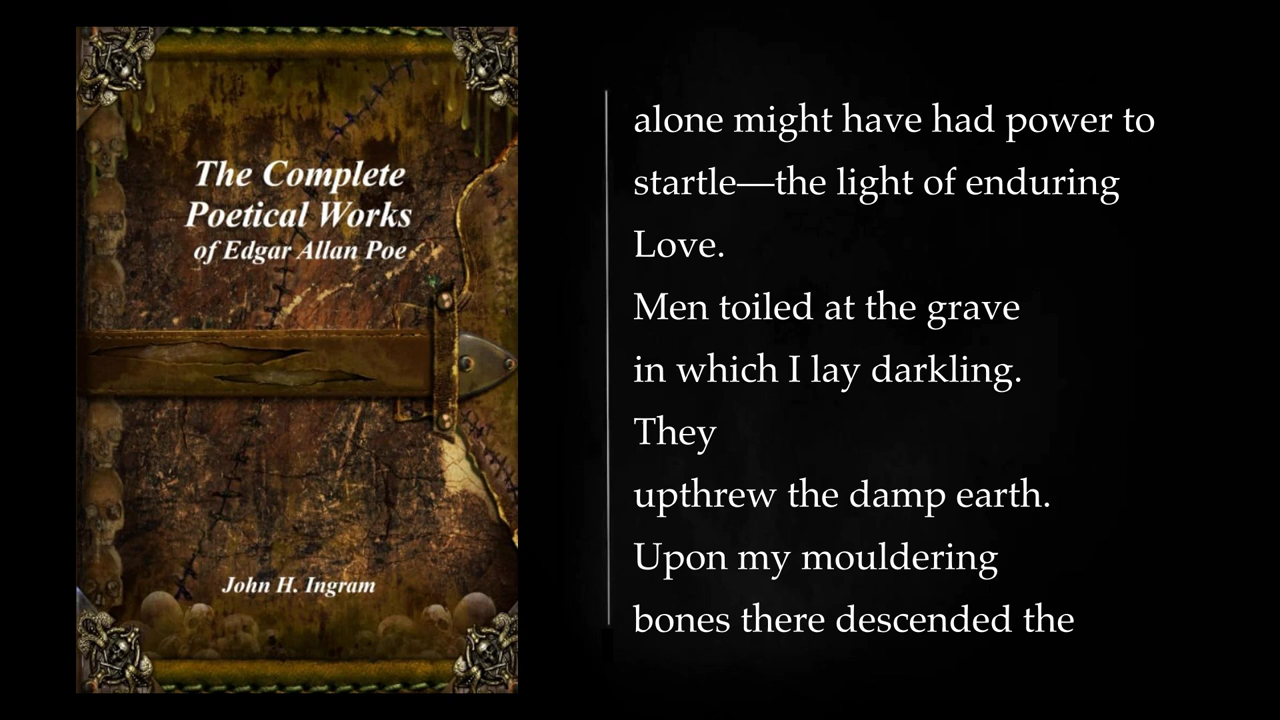 The Complete
Poetical Works
of Edgar Allan Poe
John H. Ingram
alone might have had power to
startle—the light of enduring
Love.
Men toiled at the grave
in which I lay darkling.
They
upthrew the damp earth.
Upon my mouldering
bones there descended the